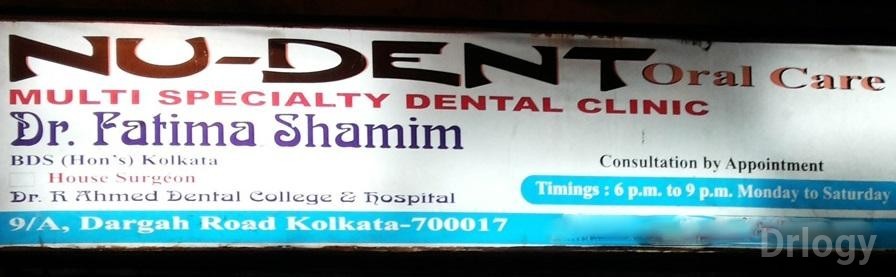 NU-DENT Oral Care
MULTI SPECIALTY DENTAL CLINIC
Dr. Fatima Shamim
BDS (Hon's) Kolkata
House Surgeon
Dr. R Ahmed Dental College & Hospital
Consultation by Appointment
Timings : 6 p.m. to 9 p.m. Monday to Saturday
9/A, Dargah Road Kolkata-700017
Drlogy